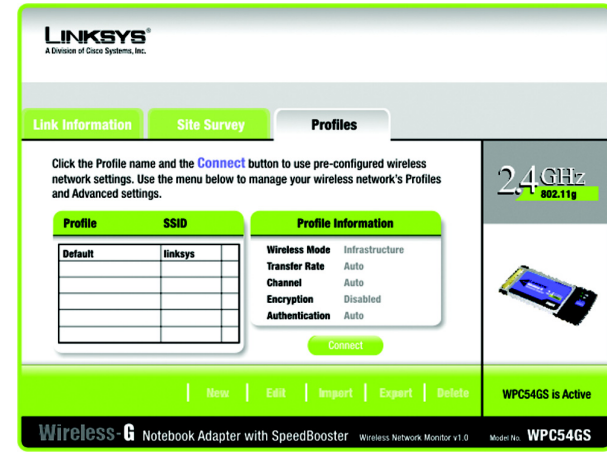 LINKSYS®
A Division of Cisco Systems, Inc.
Link Information Site Survey Profiles
Click the Profile name and the Connect button to use pre-configured wireless
network settings. Use the menu below to manage your wireless network's Profiles
and Advanced settings.
2,4 GHz
802.11g
Profile SSID
Default linksys
Profile Information
Wireless Mode Infrastructure
Transfer Rate Auto
Channel Auto
Encryption Disabled
Authentication Auto
Connect
New Edit Import Export Delete
WPC54GS is Active
Wireless-G Notebook Adapter with SpeedBooster Wireless Network Monitor v1.0 Model No. WPC54GS